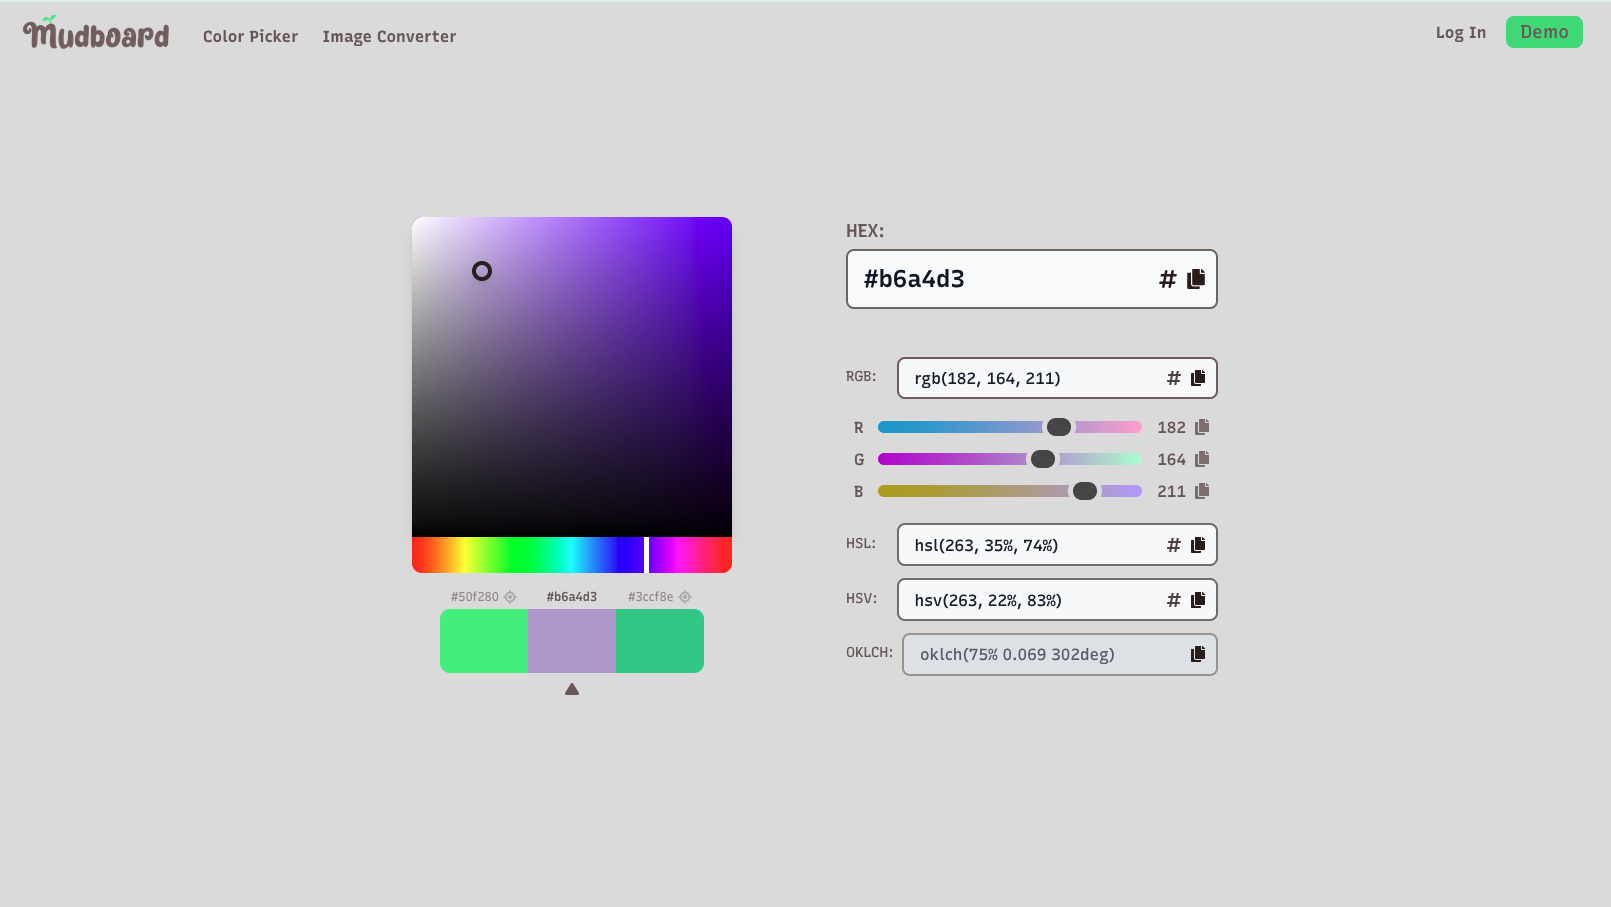 Mudboard Color Picker Image Converter Log In Demo
HEX:
#b6a4d3 #
RGB: rgb(182, 164, 211) #
R 182
G 164
B 211
HSL: hsl(263, 35%, 74%) #
HSV: hsv(263, 22%, 83%) #
OKLCH: oklch(75% 0.069 302deg)
#50f280 #b6a4d3 #3ccf8e